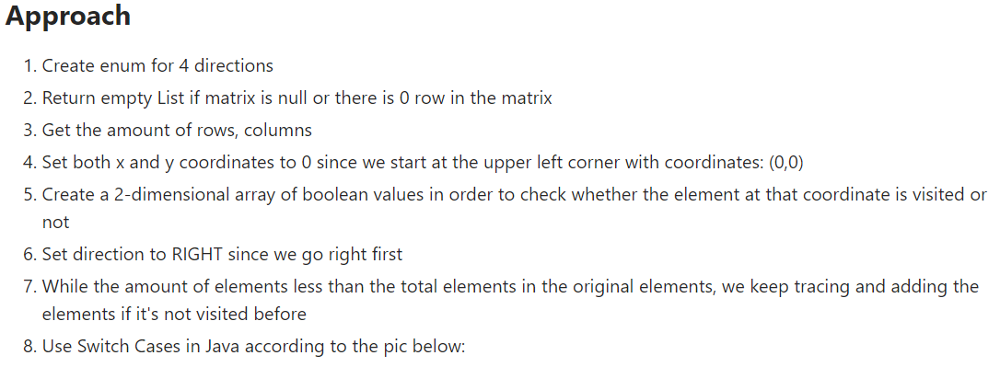 Approach
1. Create enum for 4 directions
2. Return empty List if matrix is null or there is 0 row in the matrix
3. Get the amount of rows, columns
4. Set both x and y coordinates to 0 since we start at the upper left corner with coordinates: (0,0)
5. Create a 2-dimensional array of boolean values in order to check whether the element at that coordinate is visited or
not
6. Set direction to RIGHT since we go right first
7. While the amount of elements less than the total elements in the original elements, we keep tracing and adding the
elements if it's not visited before
8. Use Switch Cases in Java according to the pic below: